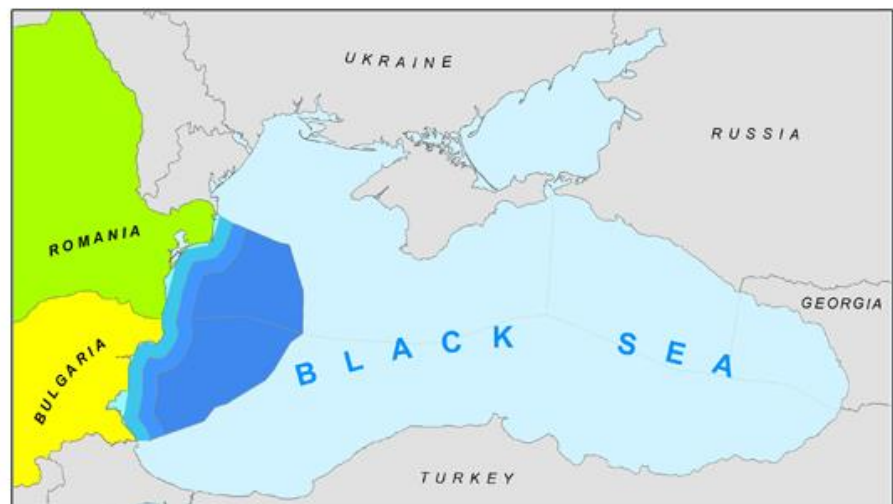 UKRAINE
RUSSIA
ROMANIA
GEORGIA
BLACK SEA
BULGARIA
TURKEY